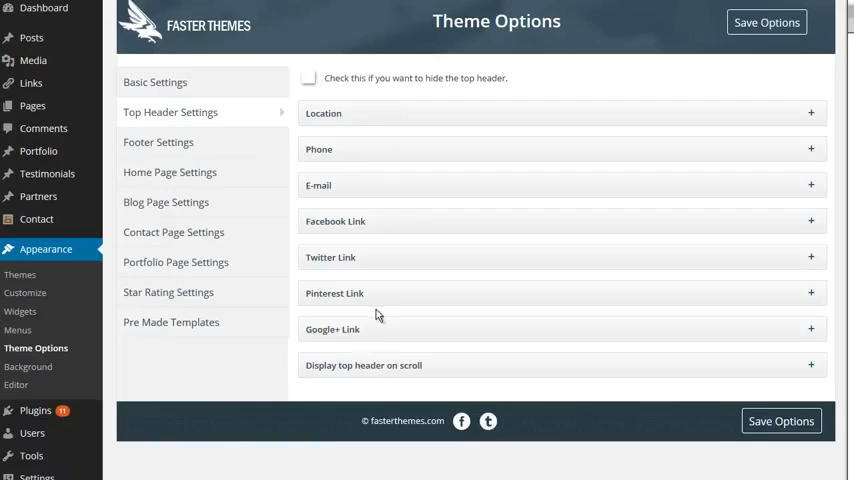 Dashboard
Posts
Media
Links
Pages
Comments
Portfolio
Testimonials
Partners
Contact
Appearance
Themes
Customize
Widgets
Menus
Theme Options
Background
Editor
Plugins 11
Users
Tools
Settings
FASTER THEMES
Theme Options
Save Options
Basic Settings
Top Header Settings
Footer Settings
Home Page Settings
Blog Page Settings
Contact Page Settings
Portfolio Page Settings
Star Rating Settings
Pre Made Templates
Check this if you want to hide the top header.
Location +
Phone +
E-mail +
Facebook Link +
Twitter Link +
Pinterest Link +
Google+ Link +
Display top header on scroll +
© fasterthemes.com f t
Save Options